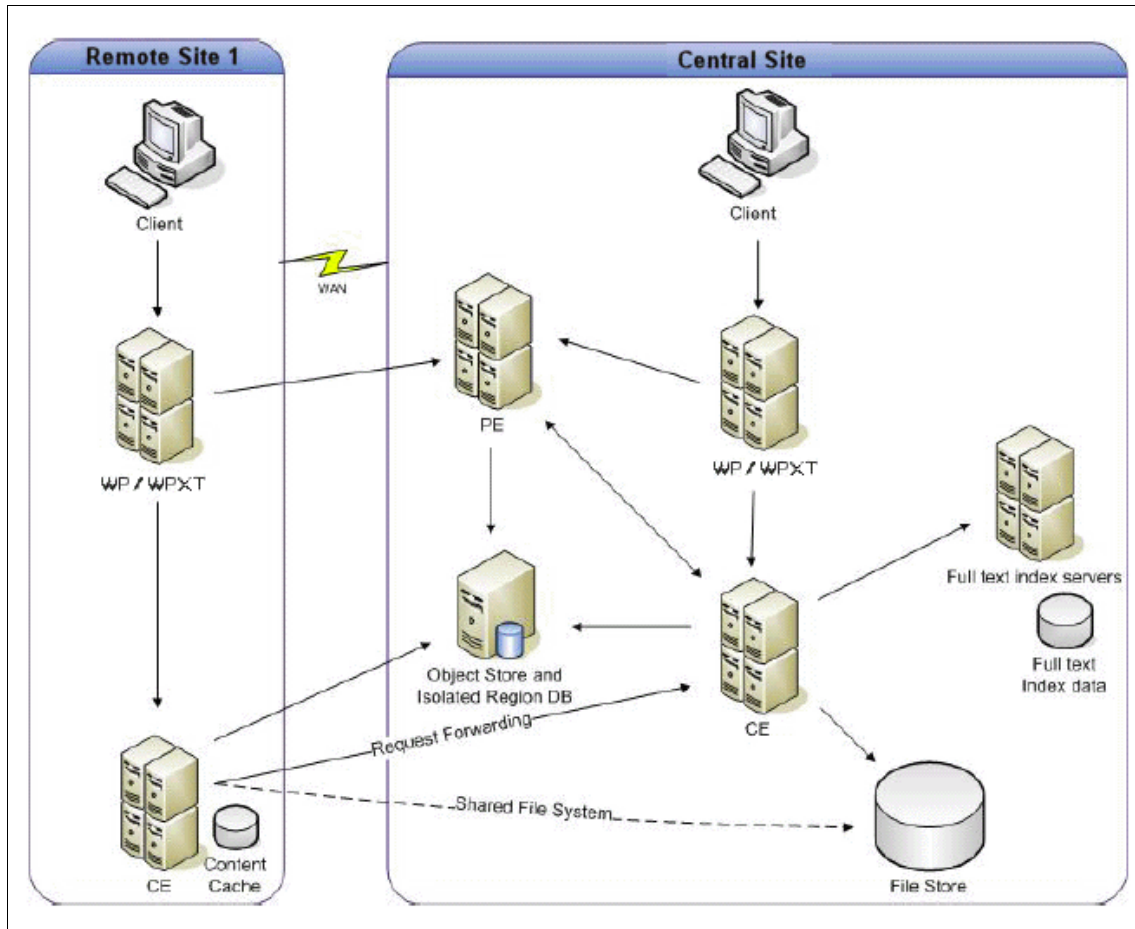 Remote Site 1
Central Site
Client
Client
WAN
PE
WP / WPXT
WP / WPXT
Full text index servers
Object Store and
Isolated Region DB
Full text
Index data
CE
Request Forwarding
Shared File System
Content
Cache
CE
File Store